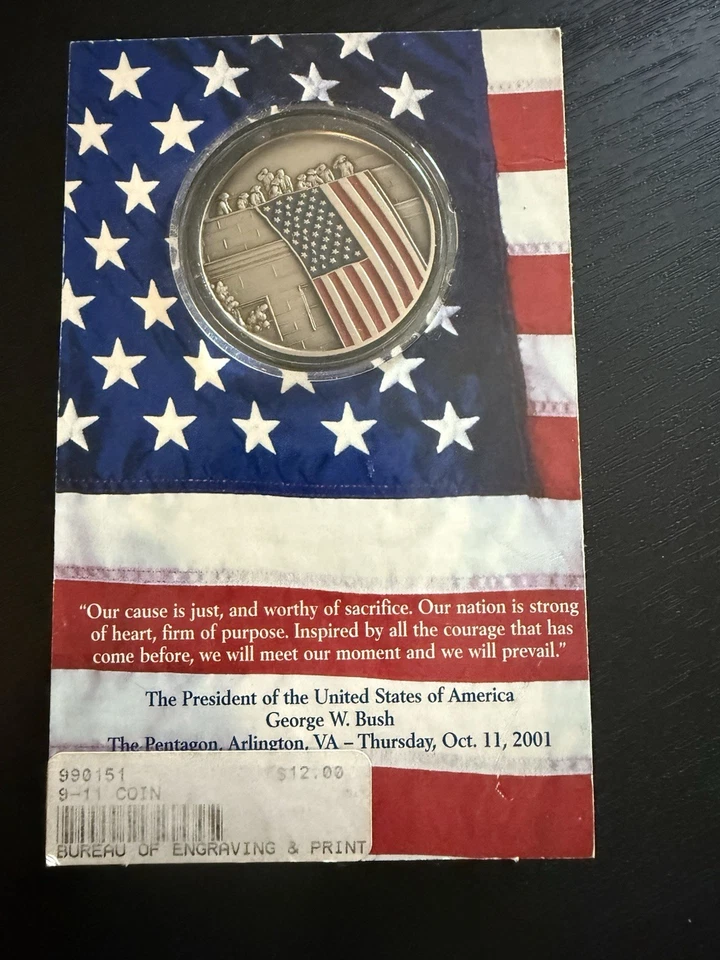 “Our cause is just, and worthy of sacrifice. Our nation is strong
of heart, firm of purpose. Inspired by all the courage that has
come before, we will meet our moment and we will prevail.”
The President of the United States of America
George W. Bush
The Pentagon, Arlington, VA – Thursday, Oct. 11, 2001
990151 $12.00
9-11 COIN
BUREAU OF ENGRAVING & PRINT